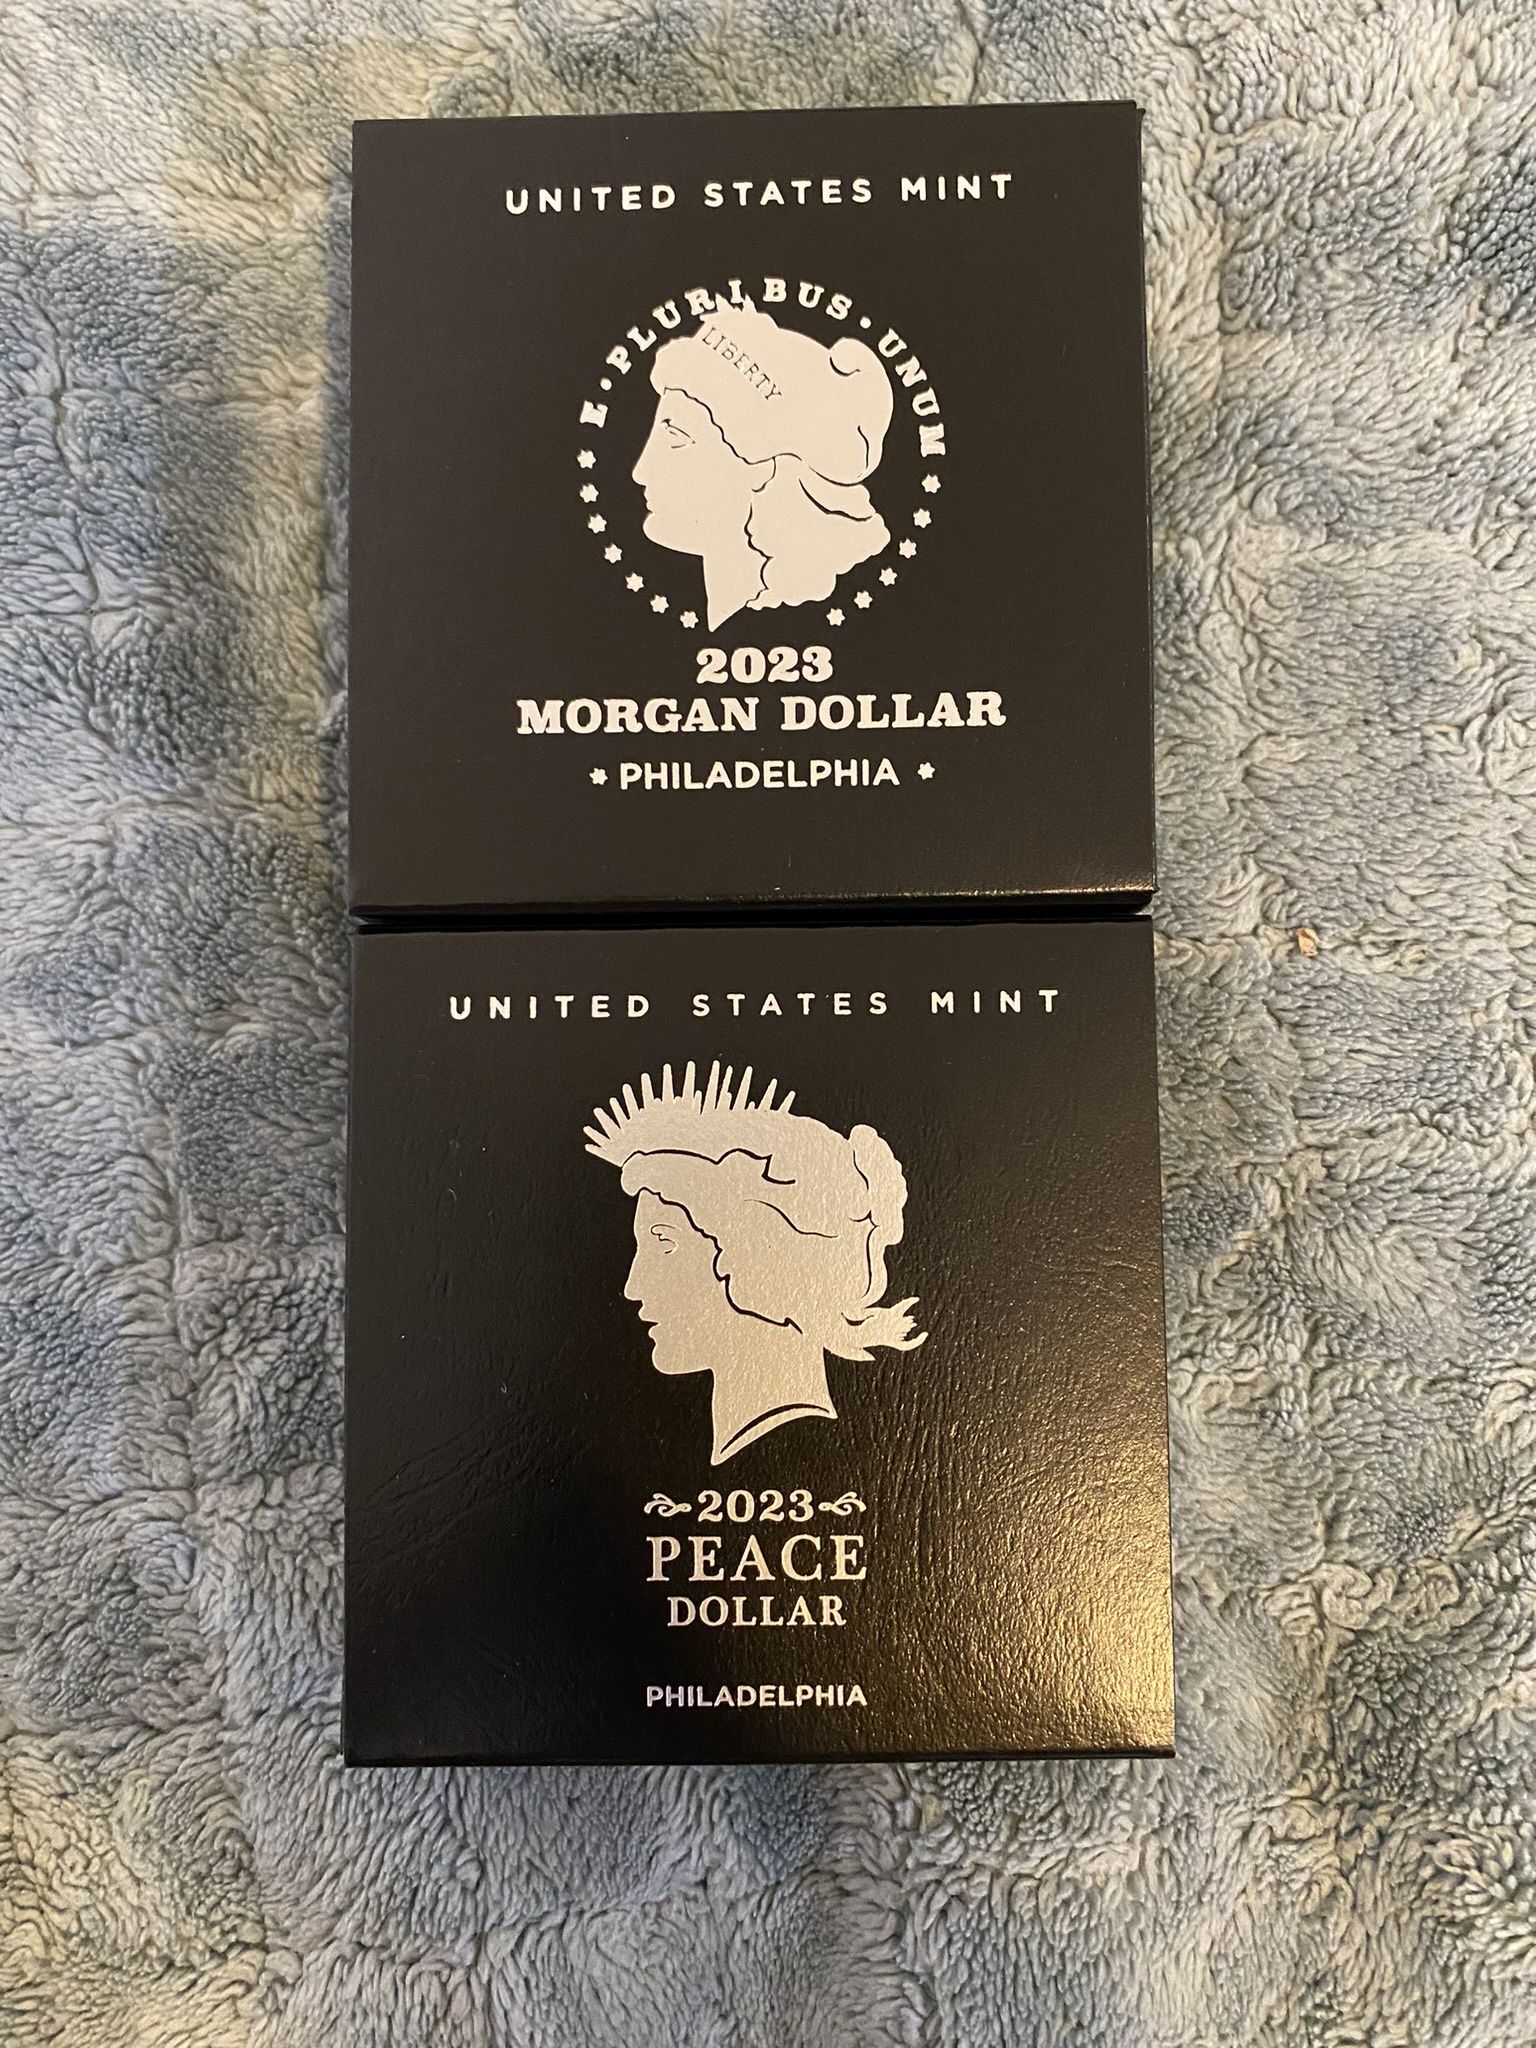 UNITED STATES MINT
E · PLURIBUS · UNUM
LIBERTY
2023
MORGAN DOLLAR
* PHILADELPHIA *
UNITED STATES MINT
2023
PEACE
DOLLAR
PHILADELPHIA